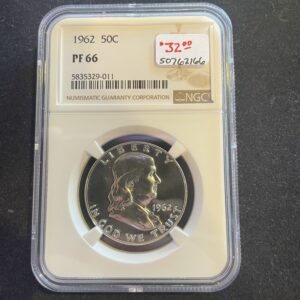 1962 50C
PF 66
5835329-011
NUMISMATIC GUARANTY CORPORATION
$32.00
50762166
NGC
LIBERTY
1962
IN GOD WE TRUST